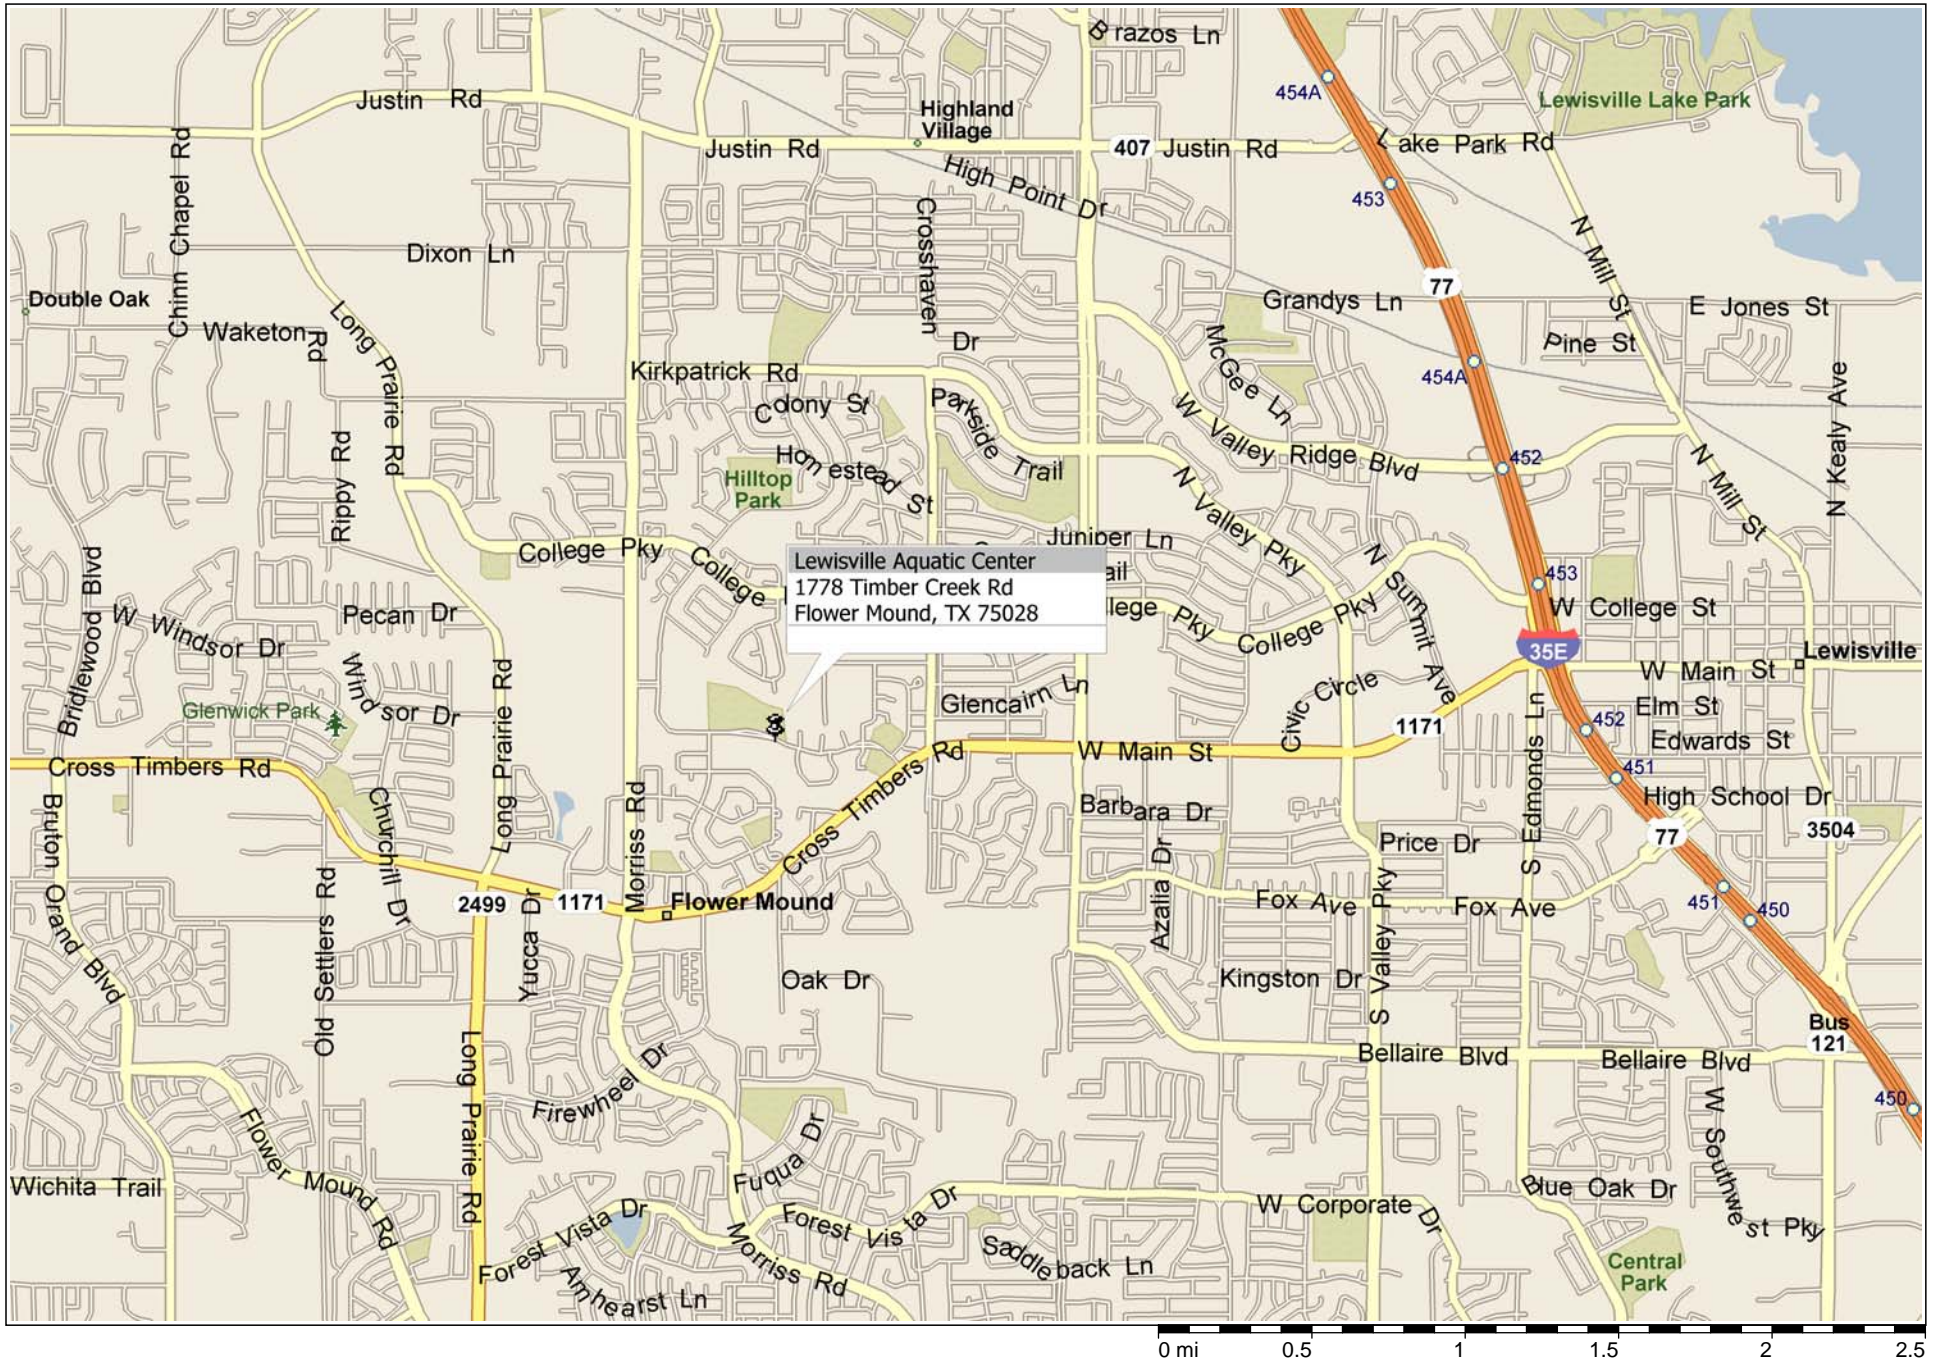 Brazos Ln
454A
Lewisville Lake Park
Justin Rd
Highland
Village
Justin Rd
407
Justin Rd
Lake Park Rd
Chinn Chapel Rd
High Point Dr
453
Crosshaven
Dr
N Mill St
Dixon Ln
77
Double Oak
Grandys Ln
E Jones St
Waketon
Rd
Long Prairie Rd
McGee Ln
Pine St
Kirkpatrick Rd
454A
N Kealy Ave
Colony St
Parkside Trail
W Valley Ridge Blvd
452
Rippy Rd
Homestead St
Hilltop
Park
N Valley Pky
N Mill St
College Pky
College
Juniper Ln
Lewisville Aquatic Center
1778 Timber Creek Rd
Flower Mound, TX 75028
ail
llege Pky
College Pky
N Summit Ave
453
W College St
Bridlewood Blvd
W Windsor Dr
Pecan Dr
35E
Lewisville
W Main St
Windsor Dr
Glenwick Park
Long Prairie Rd
Glencairn Ln
Civic Circle
1171
S Edmonds Ln
Elm St
452
Edwards St
Cross Timbers Rd
Cross Timbers Rd
W Main St
451
High School Dr
Bruton Orand Blvd
Churchill Dr
Morriss Rd
Barbara Dr
Price Dr
77
3504
Azalia Dr
Old Settlers Rd
2499
Yucca Dr
1171
Flower Mound
Fox Ave
Fox Ave
451
450
S Valley Pky
Oak Dr
Kingston Dr
Bus
121
Long Prairie Rd
Firewheel Dr
Bellaire Blvd
Bellaire Blvd
450
Flower Mound Rd
Fuqua Dr
W Southwest Pky
Wichita Trail
Forest Vista Dr
Forest Vista Dr
W Corporate Dr
Blue Oak Dr
Morriss Rd
Saddleback Ln
Amhearst Ln
Central
Park
0 mi 0.5 1 1.5 2 2.5